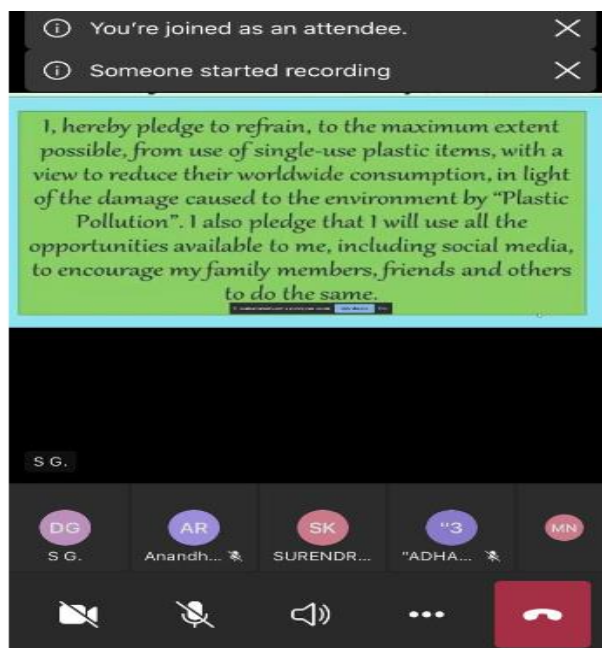 You're joined as an attendee.
Someone started recording
I, hereby pledge to refrain, to the maximum extent
possible, from use of single-use plastic items, with a
view to reduce their worldwide consumption, in light
of the damage caused to the environment by "Plastic
Pollution". I also pledge that I will use all the
opportunities available to me, including social media,
to encourage my family members, friends and others
to do the same.
S G.
DG AR SK "3 MN
S G. Anandh... SURENDR... "ADHA...